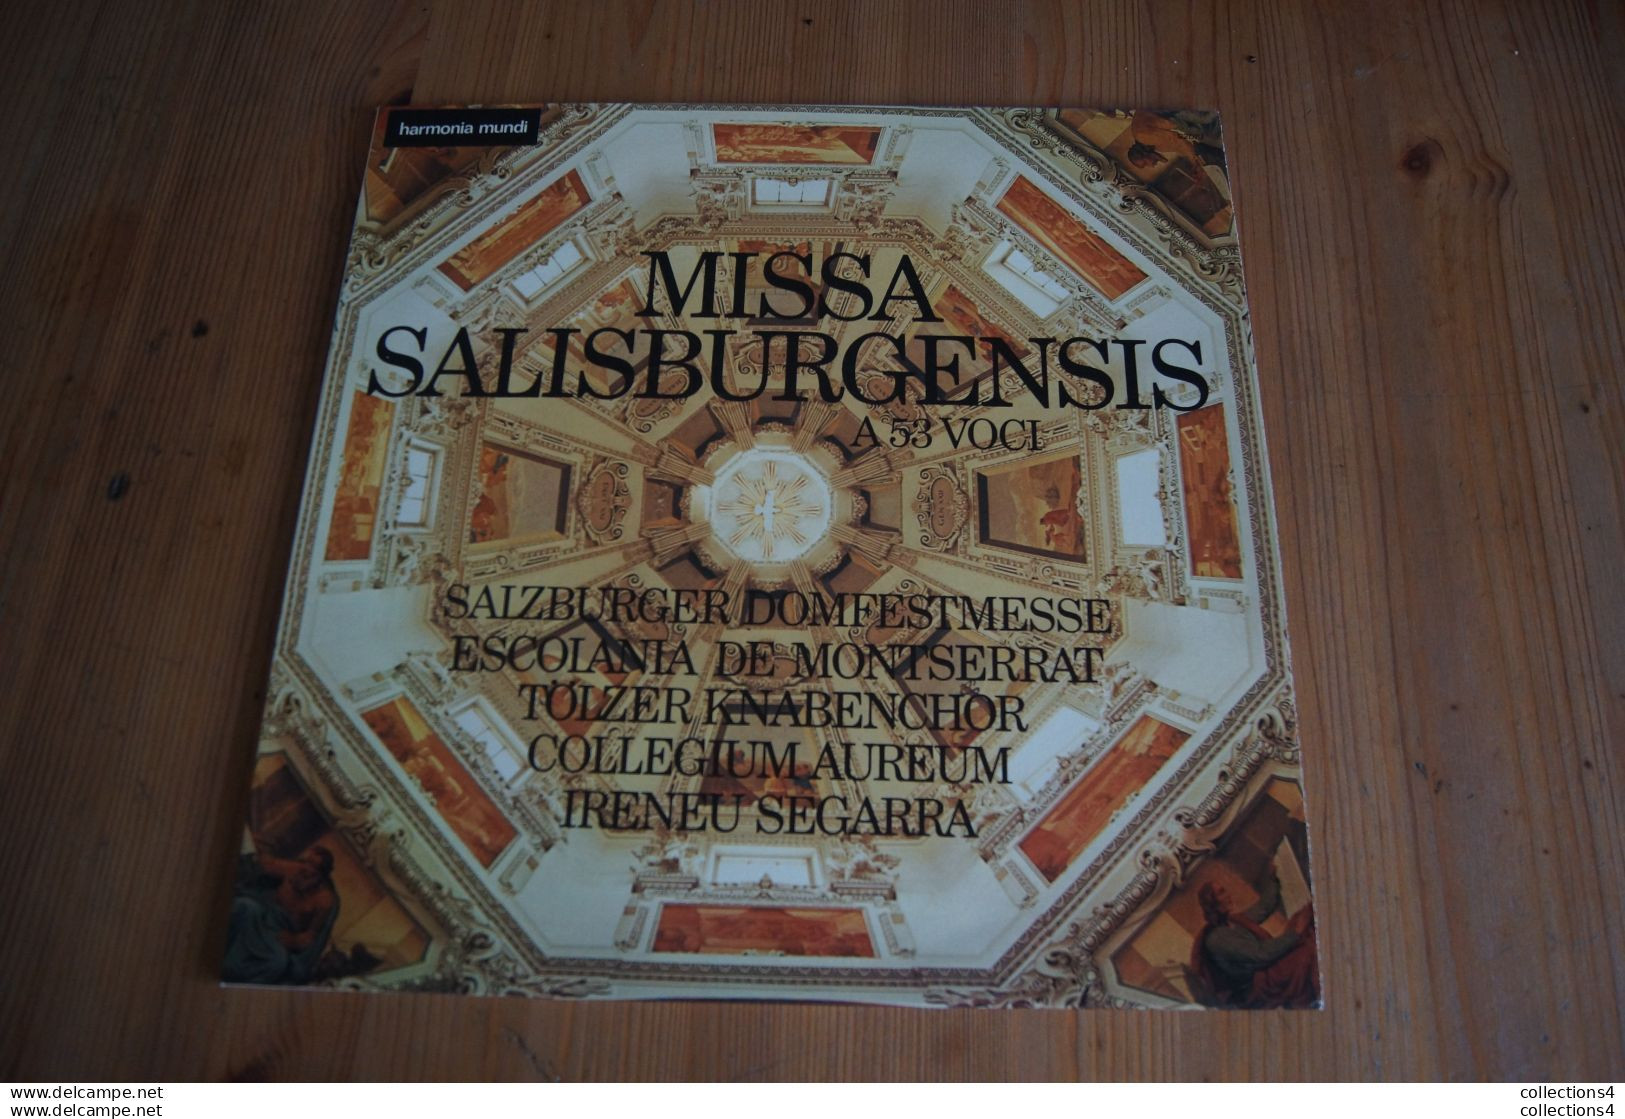 harmonia mundi
MISSA
SALISBURGENSIS
A 53 VOCI
SALZBURGER DOMFESTMESSE
ESCOLANIA DE MONTSERRAT
TÖLZER KNABENCHOR
COLLEGIUM AUREUM
IRENEU SEGARRA
www.delcampe.net
www.delcampe.net
collections4
collections4